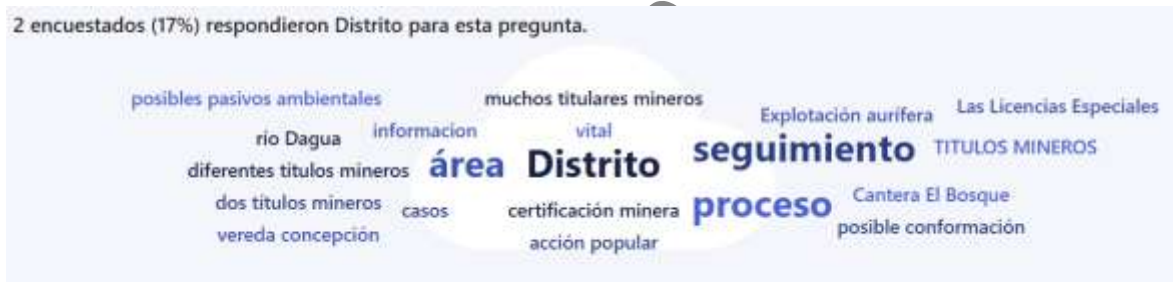 2 encuestados (17%) respondieron Distrito para esta pregunta.
posibles pasivos ambientales
muchos titulares mineros
Explotación aurífera
Las Licencias Especiales
rio Dagua
informacion
vital
seguimiento
TITULOS MINEROS
diferentes titulos mineros
área
Distrito
dos titulos mineros
casos
certificación minera
proceso
Cantera El Bosque
vereda concepción
acción popular
posible conformación